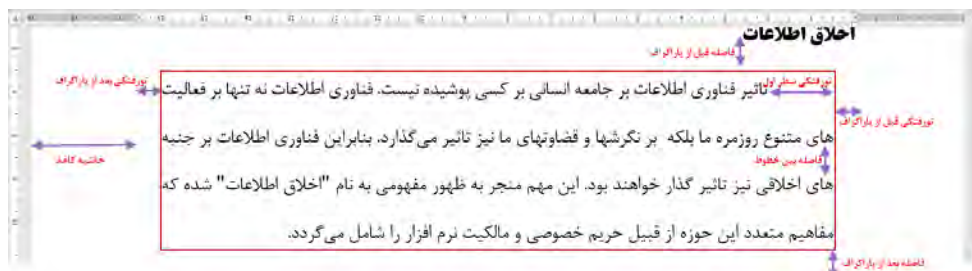 اخلاق اطلاعات
فاصله قبل از پاراگراف
تورفتگی بعد از پاراگراف
تورفتگی سطر اول
تاثیر فناوری اطلاعات بر جامعه انسانی بر کسی پوشیده نیست. فناوری اطلاعات نه تنها بر فعالیت
تورفتگی قبل از پاراگراف
های متنوع روزمره ما بلکه بر نگرشها و قضاوتهای ما نیز تاثیر می‌گذارد. بنابراین فناوری اطلاعات بر جنبه
فاصله بین خطوط
حاشیه کاغذ
های اخلاقی نیز تاثیر گذار خواهند بود. این مهم منجر به ظهور مفهومی به نام "اخلاق اطلاعات" شده که
مفاهیم متعدد این حوزه از قبیل حریم خصوصی و مالکیت نرم افزار را شامل می‌گردد.
فاصله بعد از پاراگراف